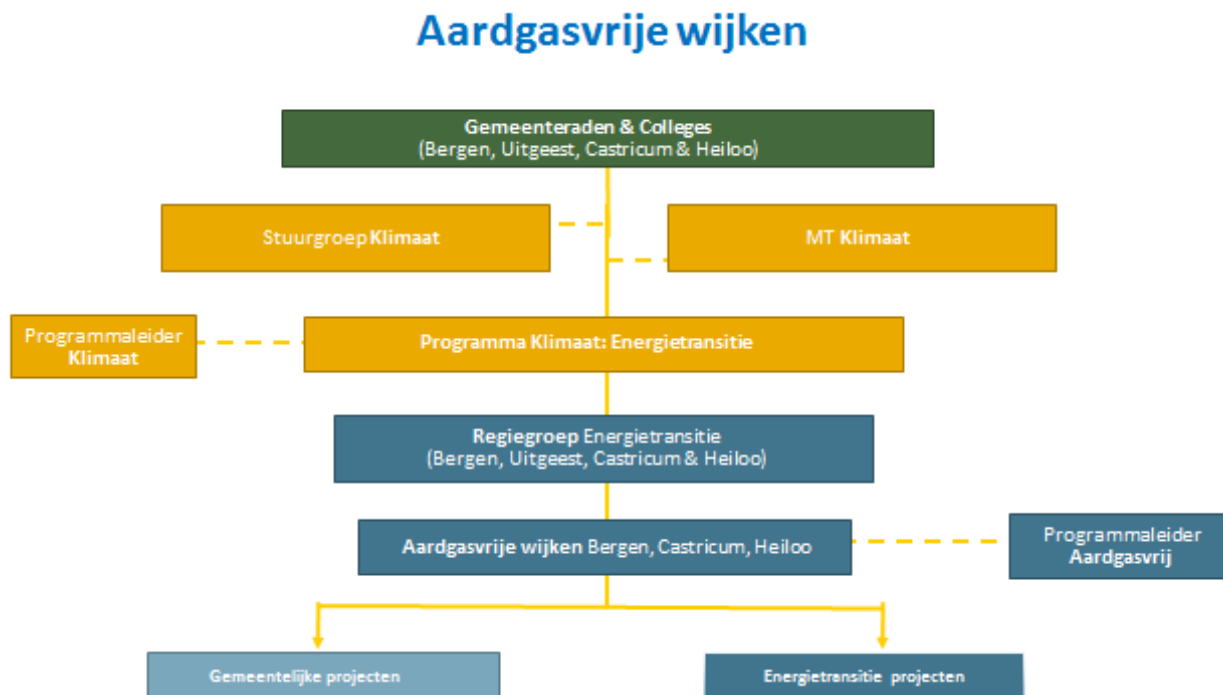 Aardgasvrije wijken
Gemeenteraden & Colleges
(Bergen, Uitgeest, Castricum & Heiloo)
Stuurgroep Klimaat
MT Klimaat
Programmaleider
Klimaat
Programma Klimaat: Energietransitie
Regiegroep Energietransitie
(Bergen, Uitgeest, Castricum & Heiloo)
Aardgasvrije wijken Bergen, Castricum, Heiloo
Programmaleider
Aardgasvrij
Gemeentelijke projecten
Energietransitie projecten